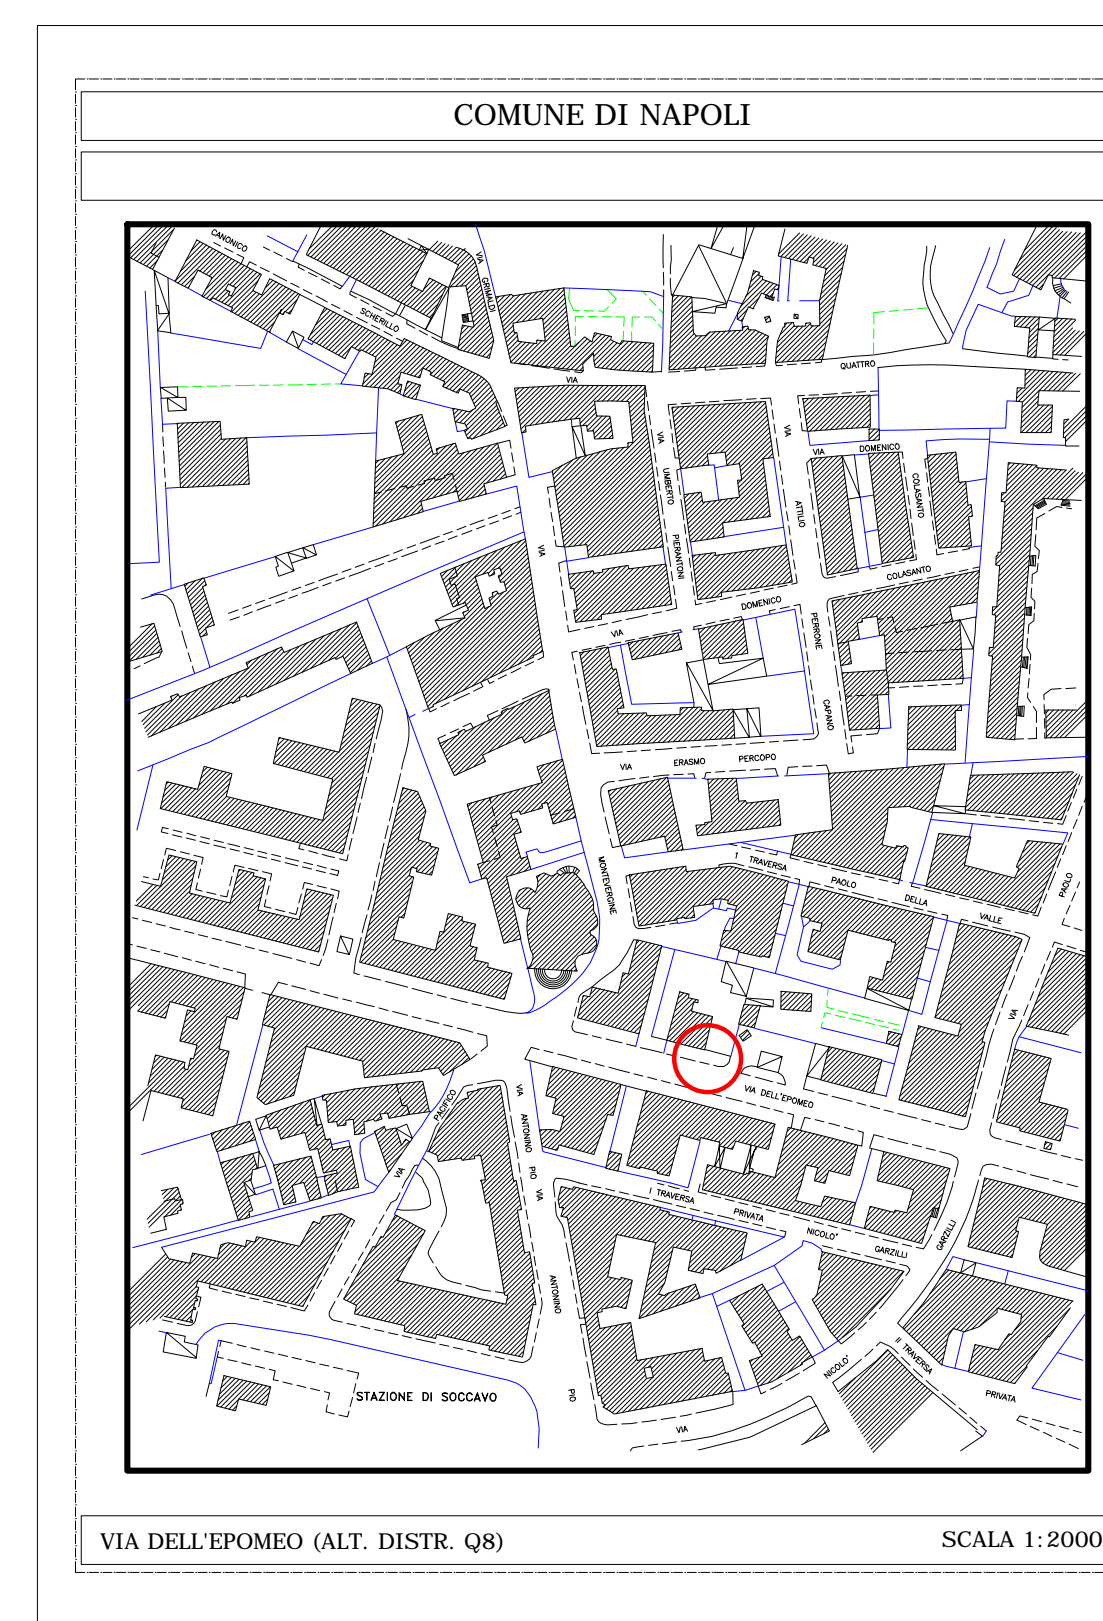 COMUNE DI NAPOLI
CANONICO
SCHERILLO
VIA GRIMALDI
VIA QUATTRO
VIA UMBERTO PIERANTONI
VIA ATTILIO PERRONE CAPANO
VIA DOMENICO
COLASANTO
COLASANTO
VIA DOMENICO
VIA MONTEVERGINE
VIA ERASMO PERCOPO
I TRAVERSA PAOLO DELLA VALLE
VIA PAOLO
VIA DELL'EPOMEO
VIA PACIFICO
VIA ANTONINO PIO
VIA ANTONINO PIO
I TRAVERSA PRIVATA NICOLO' GARZILLI
VIA NICOLO' GARZILLI
II TRAVERSA PRIVATA
STAZIONE DI SOCCAVO
VIA DELL'EPOMEO (ALT. DISTR. Q8)
SCALA 1:2000